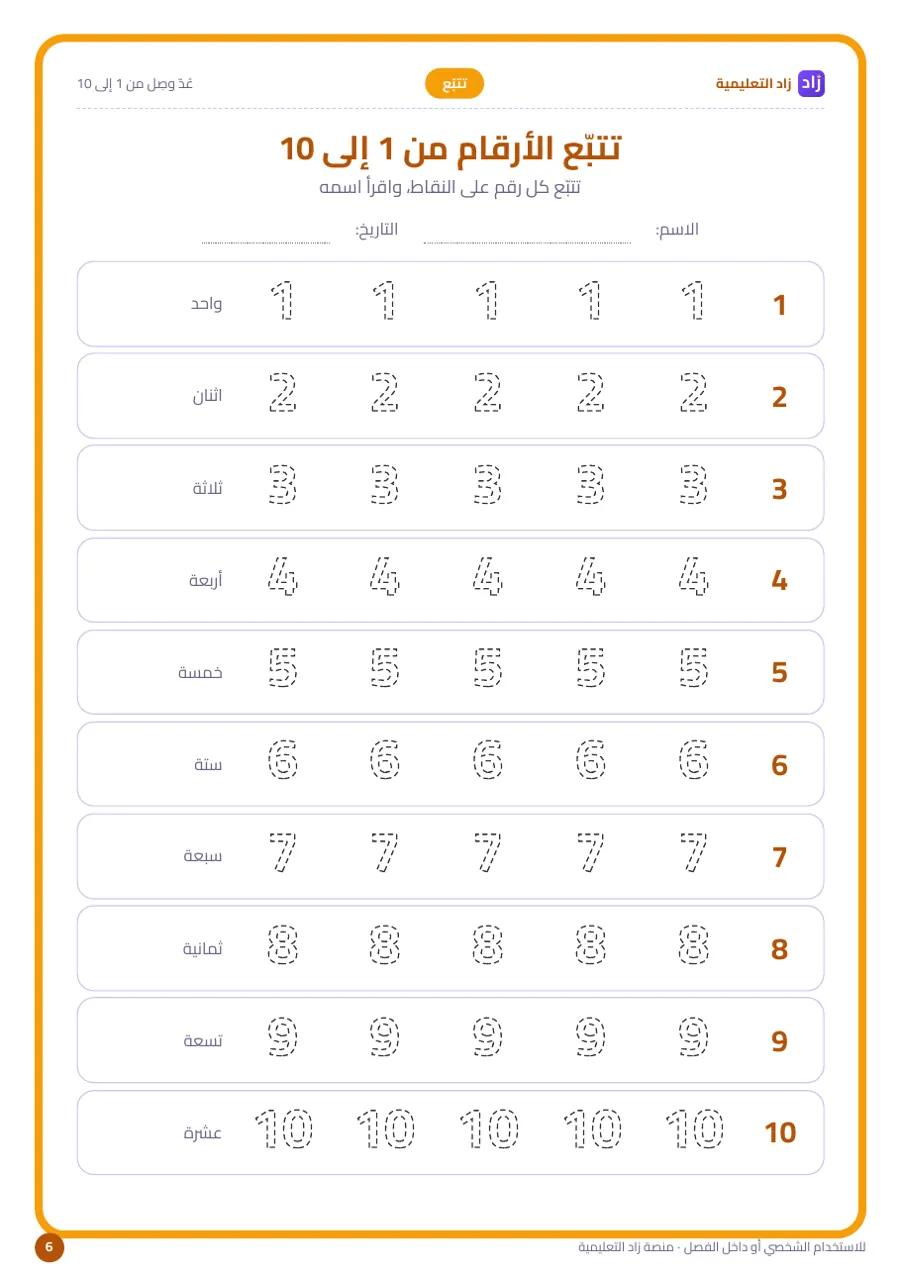 زاد زاد التعليمية تتبّع عُدّ وصِل من 1 إلى 10
تتبّع الأرقام من 1 إلى 10
تتبّع كل رقم على النقاط، واقرأ اسمه
الاسم: التاريخ:
1 1 1 1 1 1 واحد
2 2 2 2 2 2 اثنان
3 3 3 3 3 3 ثلاثة
4 4 4 4 4 4 أربعة
5 5 5 5 5 5 خمسة
6 6 6 6 6 6 ستة
7 7 7 7 7 7 سبعة
8 8 8 8 8 8 ثمانية
9 9 9 9 9 9 تسعة
10 10 10 10 10 10 عشرة
للاستخدام الشخصي أو داخل الفصل · منصة زاد التعليمية 6